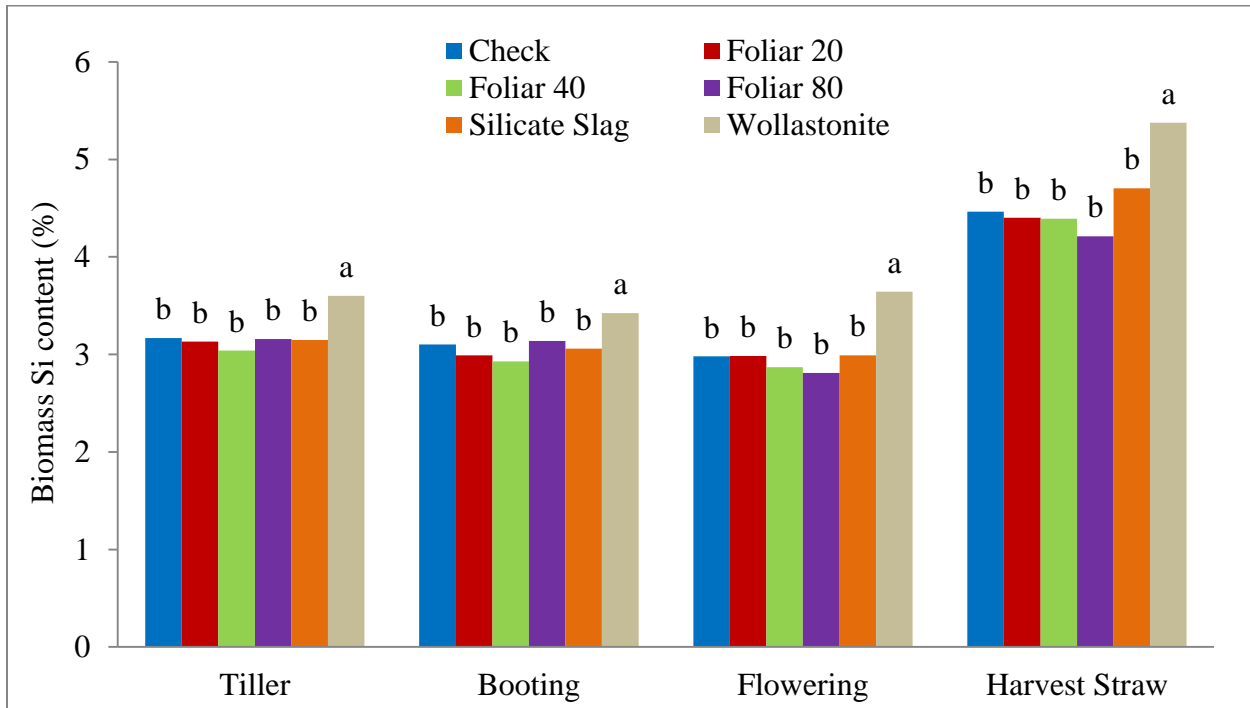 Biomass Si content (%)
6
5
4
3
2
1
0
Check
Foliar 20
Foliar 40
Foliar 80
Silicate Slag
Wollastonite
b b b b b a
b b b b b a
b b b b b a
b b b b b a
Tiller
Booting
Flowering
Harvest Straw